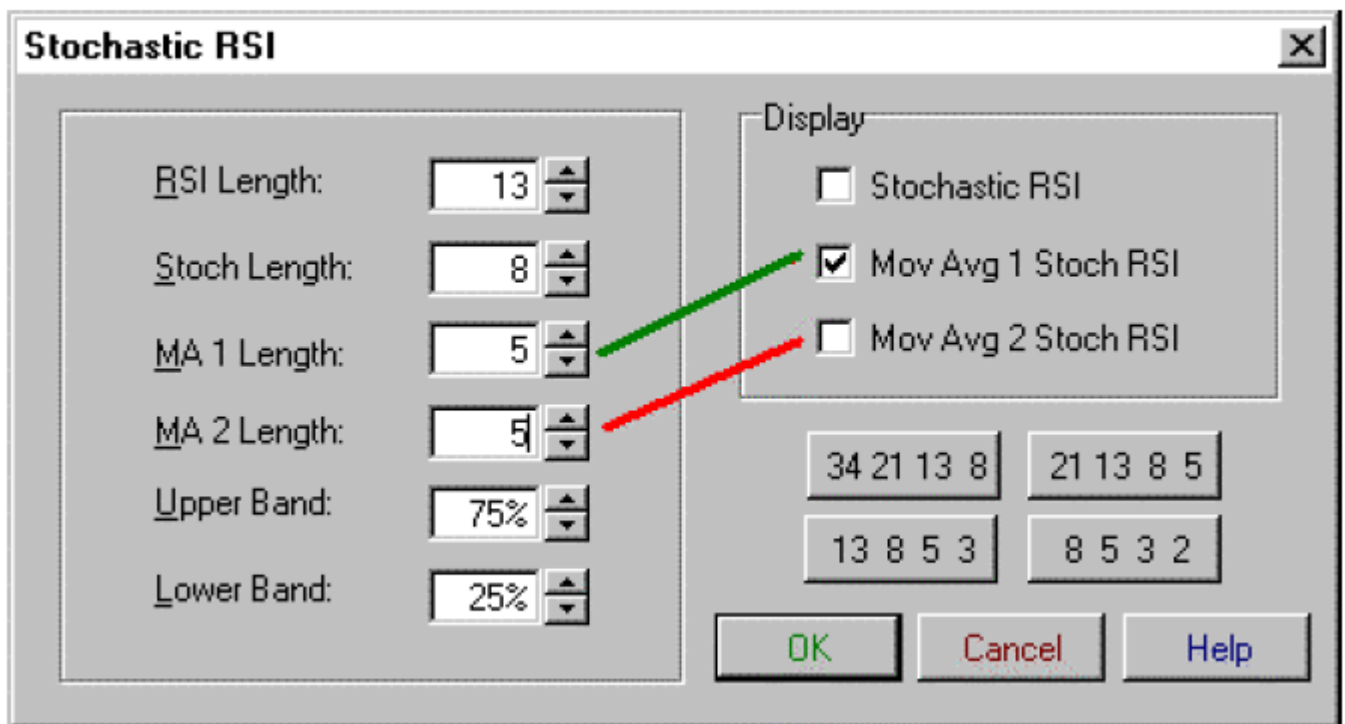 Stochastic RSI
RSI Length: 13
Stoch Length: 8
MA 1 Length: 5
MA 2 Length: 5
Upper Band: 75%
Lower Band: 25%
Display
Stochastic RSI
Mov Avg 1 Stoch RSI
Mov Avg 2 Stoch RSI
34 21 13 8
21 13 8 5
13 8 5 3
8 5 3 2
OK
Cancel
Help